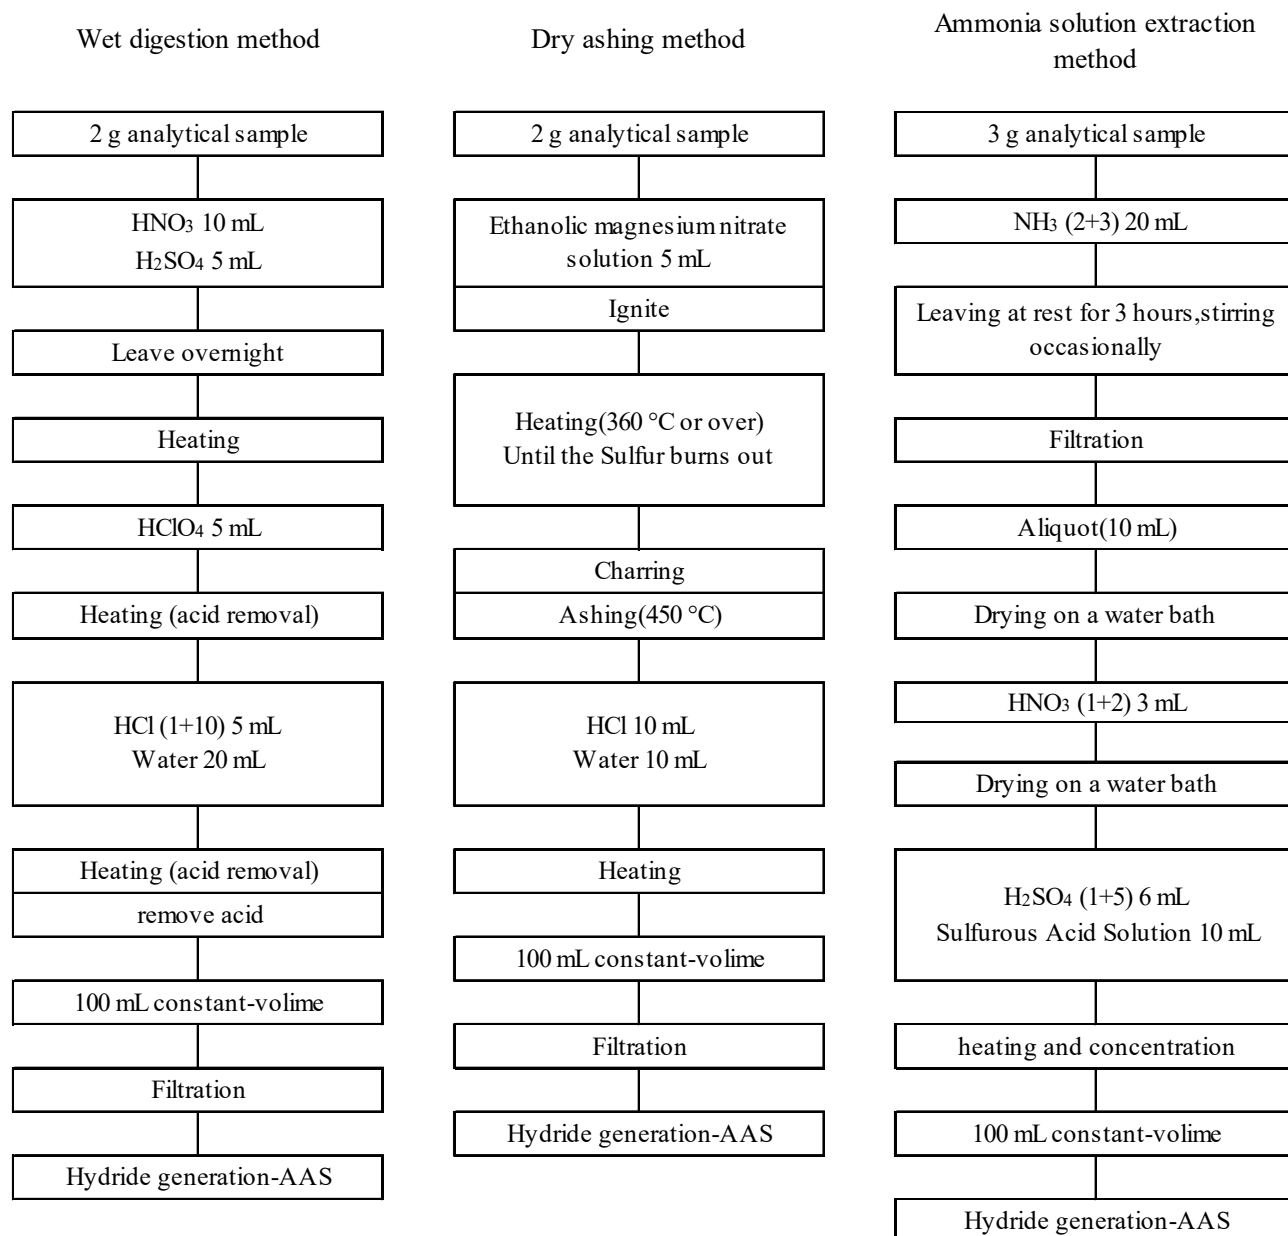 Wet digestion method
2 g analytical sample
HNO₃ 10 mL
H₂SO₄ 5 mL
Leave overnight
Heating
HClO₄ 5 mL
Heating (acid removal)
HCl (1+10) 5 mL
Water 20 mL
Heating (acid removal)
remove acid
100 mL constant-volime
Filtration
Hydride generation-AAS
Dry ashing method
2 g analytical sample
Ethanolic magnesium nitrate
solution 5 mL
Ignite
Heating(360 °C or over)
Until the Sulfur burns out
Charring
Ashing(450 °C)
HCl 10 mL
Water 10 mL
Heating
100 mL constant-volime
Filtration
Hydride generation-AAS
Ammonia solution extraction
method
3 g analytical sample
NH₃ (2+3) 20 mL
Leaving at rest for 3 hours,stirring
occasionally
Filtration
Aliquot(10 mL)
Drying on a water bath
HNO₃ (1+2) 3 mL
Drying on a water bath
H₂SO₄ (1+5) 6 mL
Sulfurous Acid Solution 10 mL
heating and concentration
100 mL constant-volime
Hydride generation-AAS